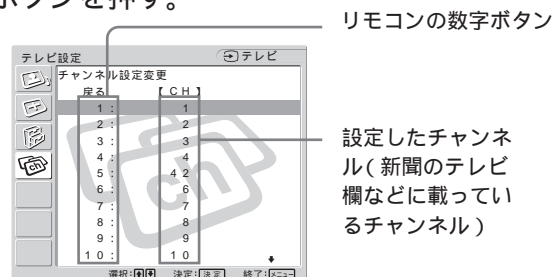 ボタンを押す。
リモコンの数字ボタン
テレビ設定 テレビ
チャンネル設定変更
戻る 【CH】
1: 1
2: 2
3: 3
4: 4
5: 42
6: 6
7: 7
8: 8
9: 9
10: 10
選択: 決定:決定 終了:メニュー
設定したチャンネ
ル(新聞のテレビ
欄などに載ってい
るチャンネル)
ch
ch